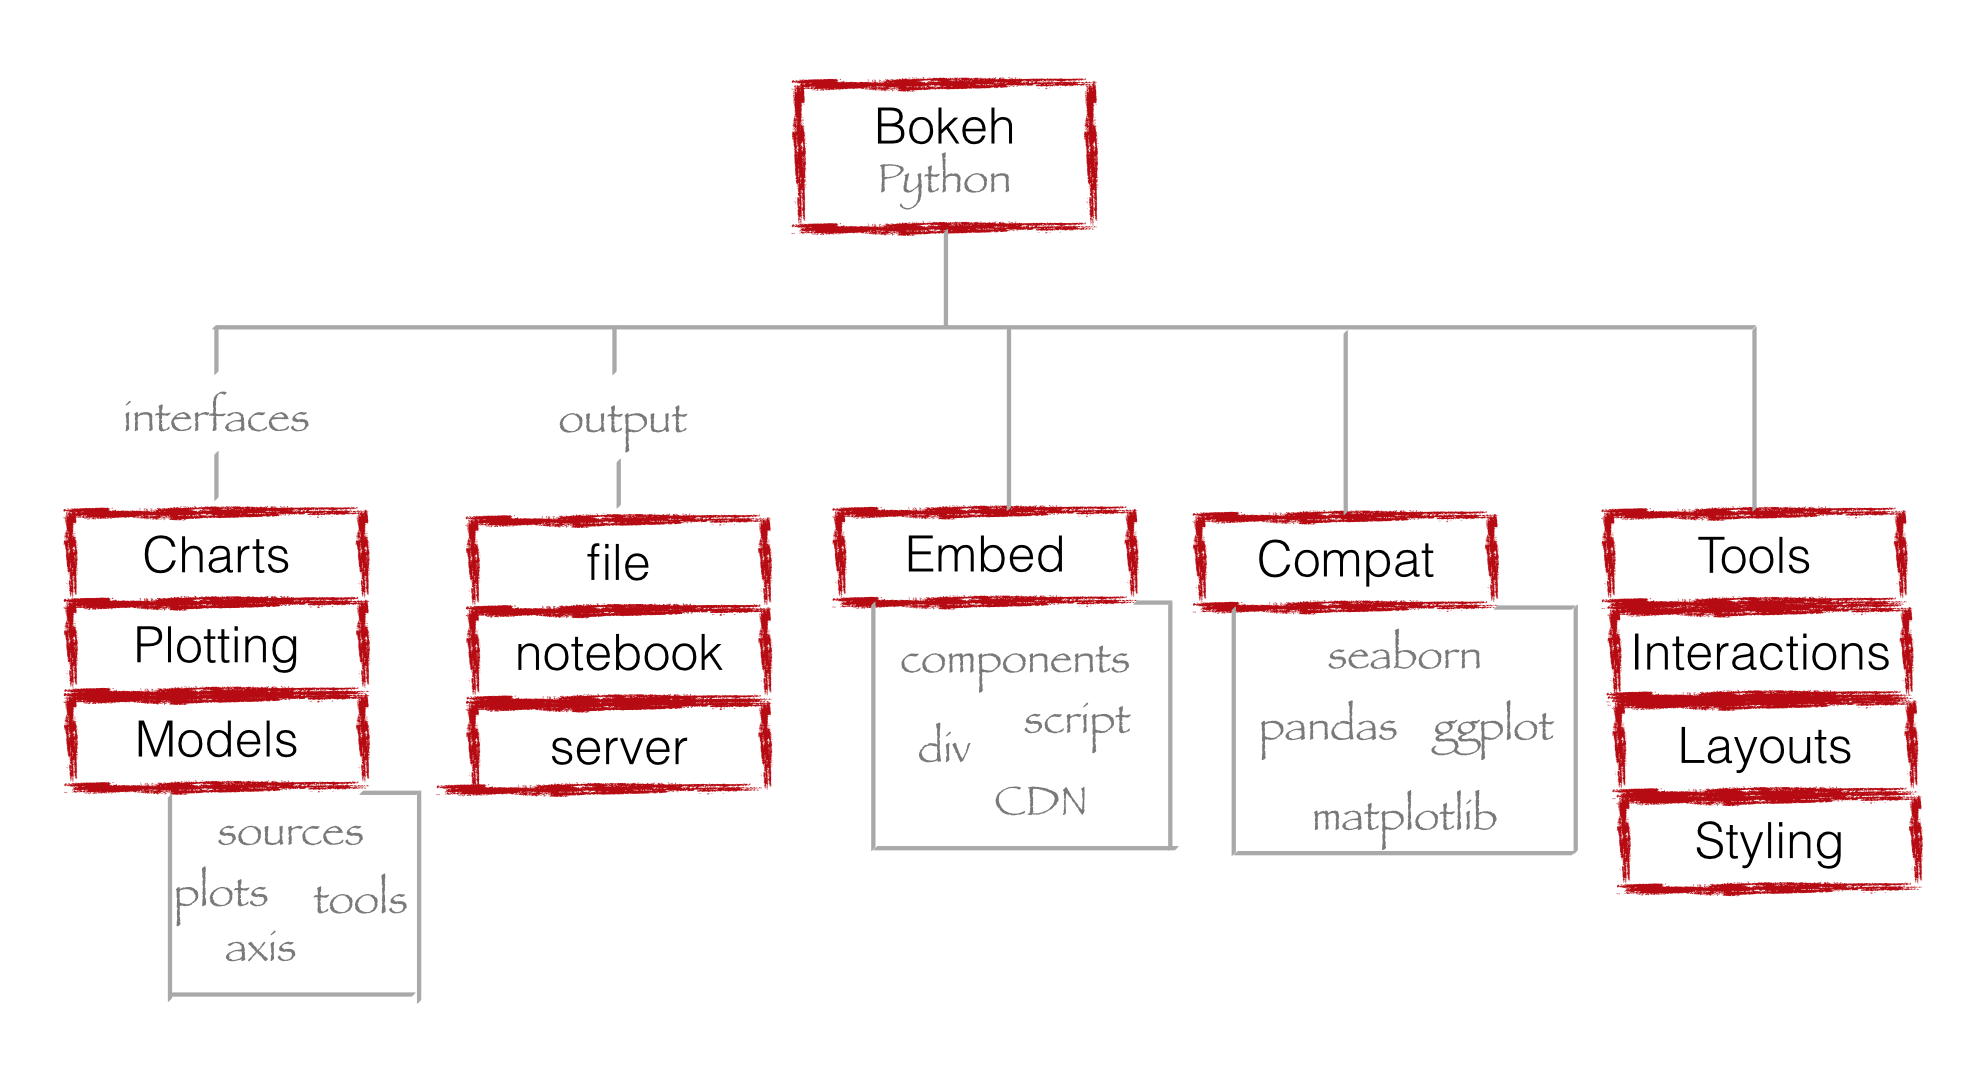 Bokeh
Python
interfaces
output
Charts
Plotting
Models
sources
plots
tools
axis
file
notebook
server
Embed
components
script
div
CDN
Compat
seaborn
pandas
ggplot
matplotlib
Tools
Interactions
Layouts
Styling